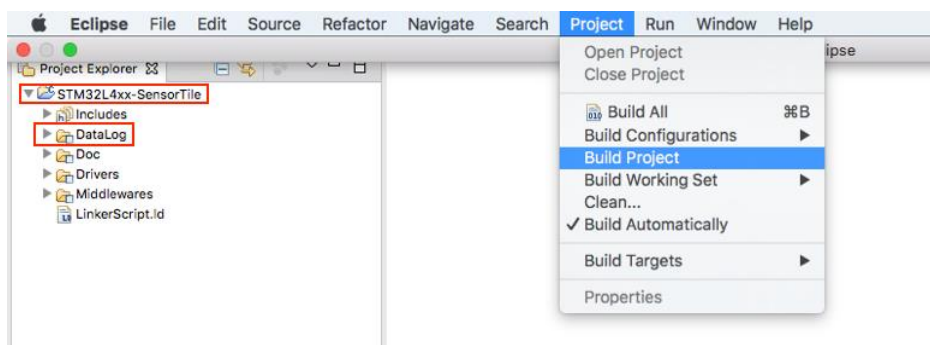 Eclipse File Edit Source Refactor Navigate Search Project Run Window Help
ipse
Project Explorer
STM32L4xx-SensorTile
Includes
DataLog
Doc
Drivers
Middlewares
LinkerScript.ld
Open Project
Close Project
Build All ⌘B
Build Configurations
Build Project
Build Working Set
Clean...
✓ Build Automatically
Build Targets
Properties